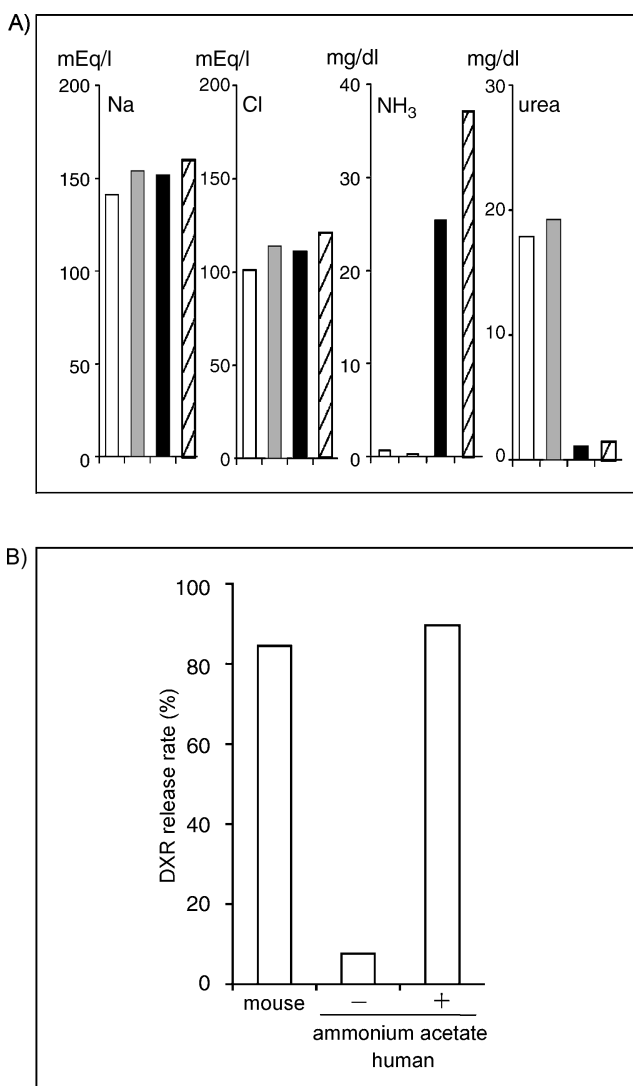 A)
mEq/l mEq/l mg/dl mg/dl
200 200 40 30
Na Cl NH3 urea
150 150 30
20
100 100 20
10
50 50 10
0 0 0 0
B)
100
80
60
40
20
0
DXR release rate (%)
mouse − +
ammonium acetate
human